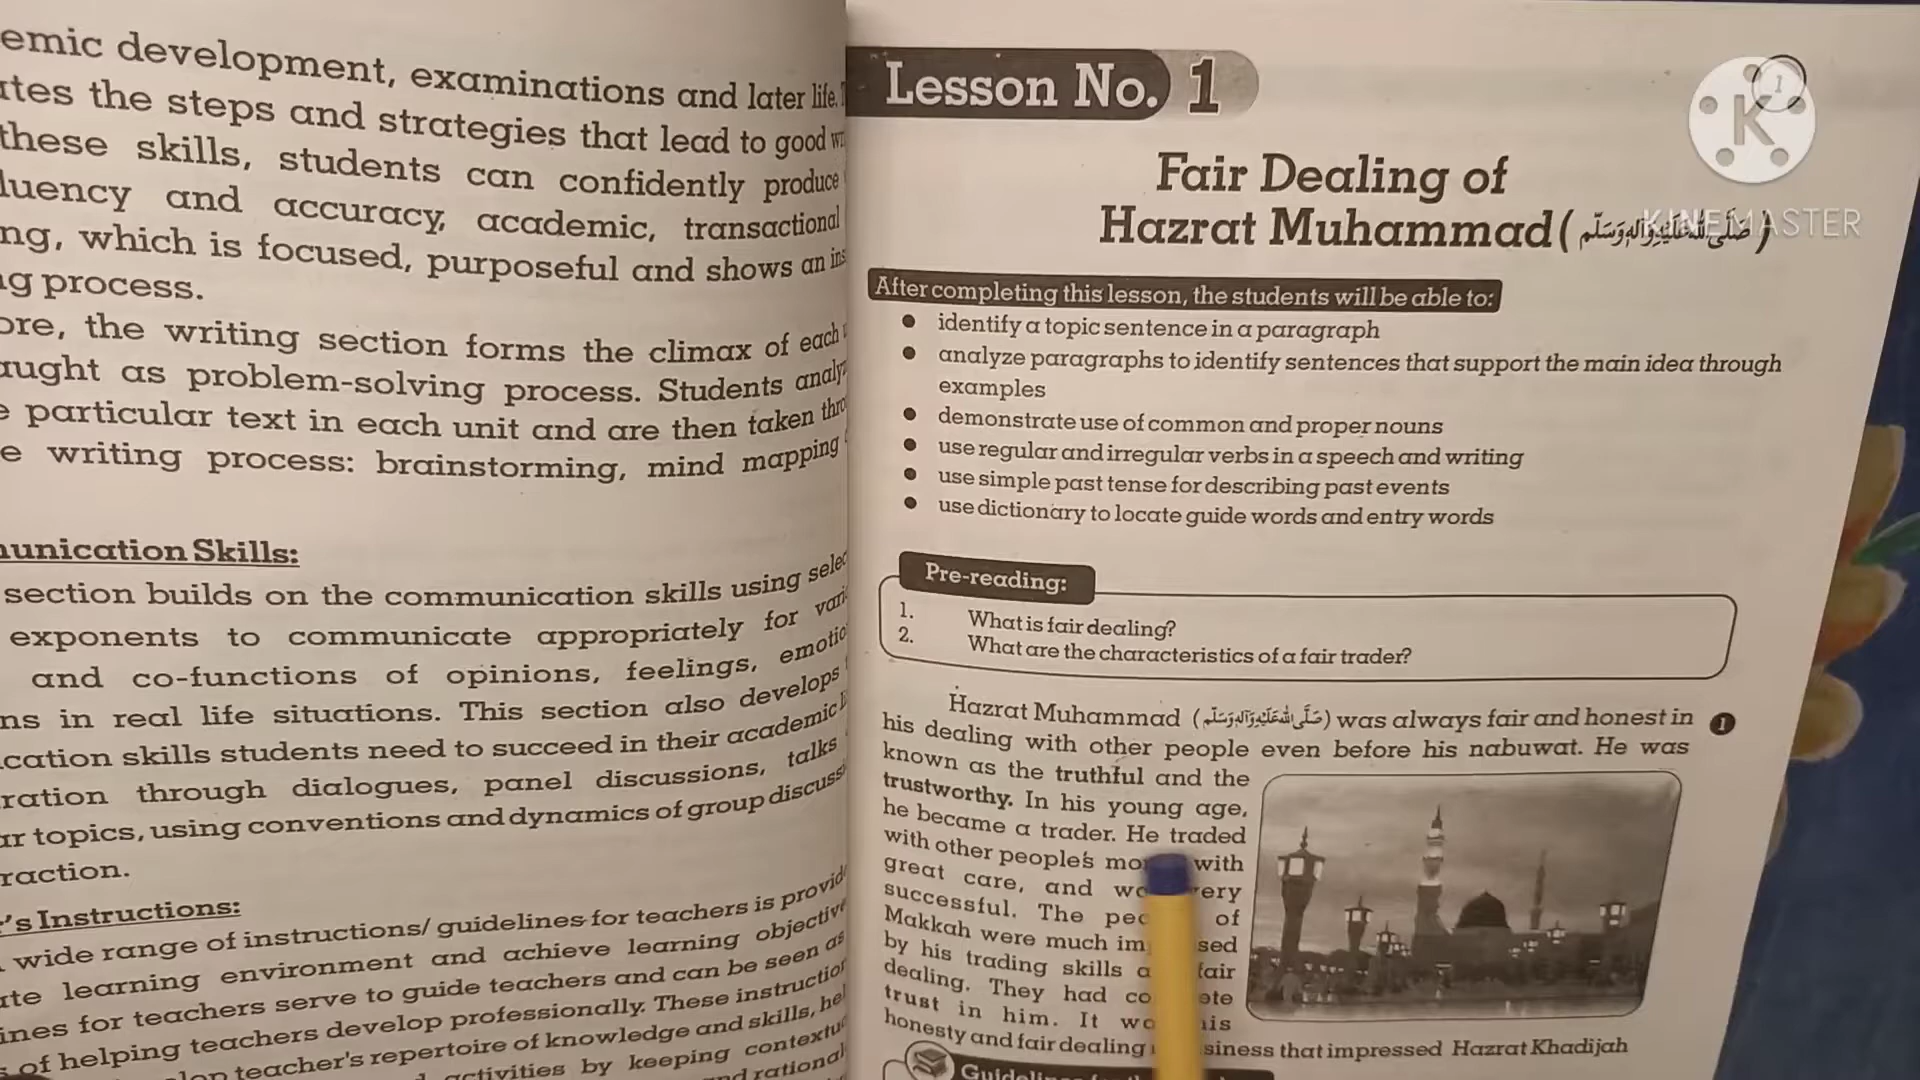 emic development, examinations and later life.
ates the steps and strategies that lead to good
these skills, students can confidently produce
luency and accuracy, academic, transactional
ng, which is focused, purposeful and shows an
ng process.
ore, the writing section forms the climax of each
aught as problem-solving process. Students
particular text in each unit and are then taken
e writing process: brainstorming, mind mapping
unication Skills:
section builds on the communication skills using
exponents to communicate appropriately for
and co-functions of opinions, feelings,
ns in real life situations. This section also develops
cation skills students need to succeed in their academic
ration through dialogues, panel discussions, talks
ar topics, using conventions and dynamics of group
raction.
's Instructions:
wide range of instructions/ guidelines for teachers is
te learning environment and achieve learning
ines for teachers serve to guide teachers and can be seen as
of helping teachers develop professionally. These
teacher's repertoire of knowledge and skills,
activities by keeping
Lesson No. 1
Fair Dealing of
Hazrat Muhammad (صَلَّى اللهُ عَلَيْهِ وَآلِهٖ وَسَلَّم)
K
1
KINEMASTER
After completing this lesson, the students will be able to:
● identify a topic sentence in a paragraph
● analyze paragraphs to identify sentences that support the main idea through
examples
● demonstrate use of common and proper nouns
● use regular and irregular verbs in a speech and writing
● use simple past tense for describing past events
● use dictionary to locate guide words and entry words
Pre-reading:
1. What is fair dealing?
2. What are the characteristics of a fair trader?
Hazrat Muhammad (صَلَّى اللهُ عَلَيْهِ وَآلِهٖ وَسَلَّم) was always fair and honest in 1
his dealing with other people even before his nabuwat. He was
known as the truthful and the
trustworthy. In his young age,
he became a trader. He traded
with other people's with
great care, and
successful. The of
Makkah were much
by his trading skills fair
dealing. They had
trust in him. It
honesty and fair dealing that impressed Hazrat Khadijah